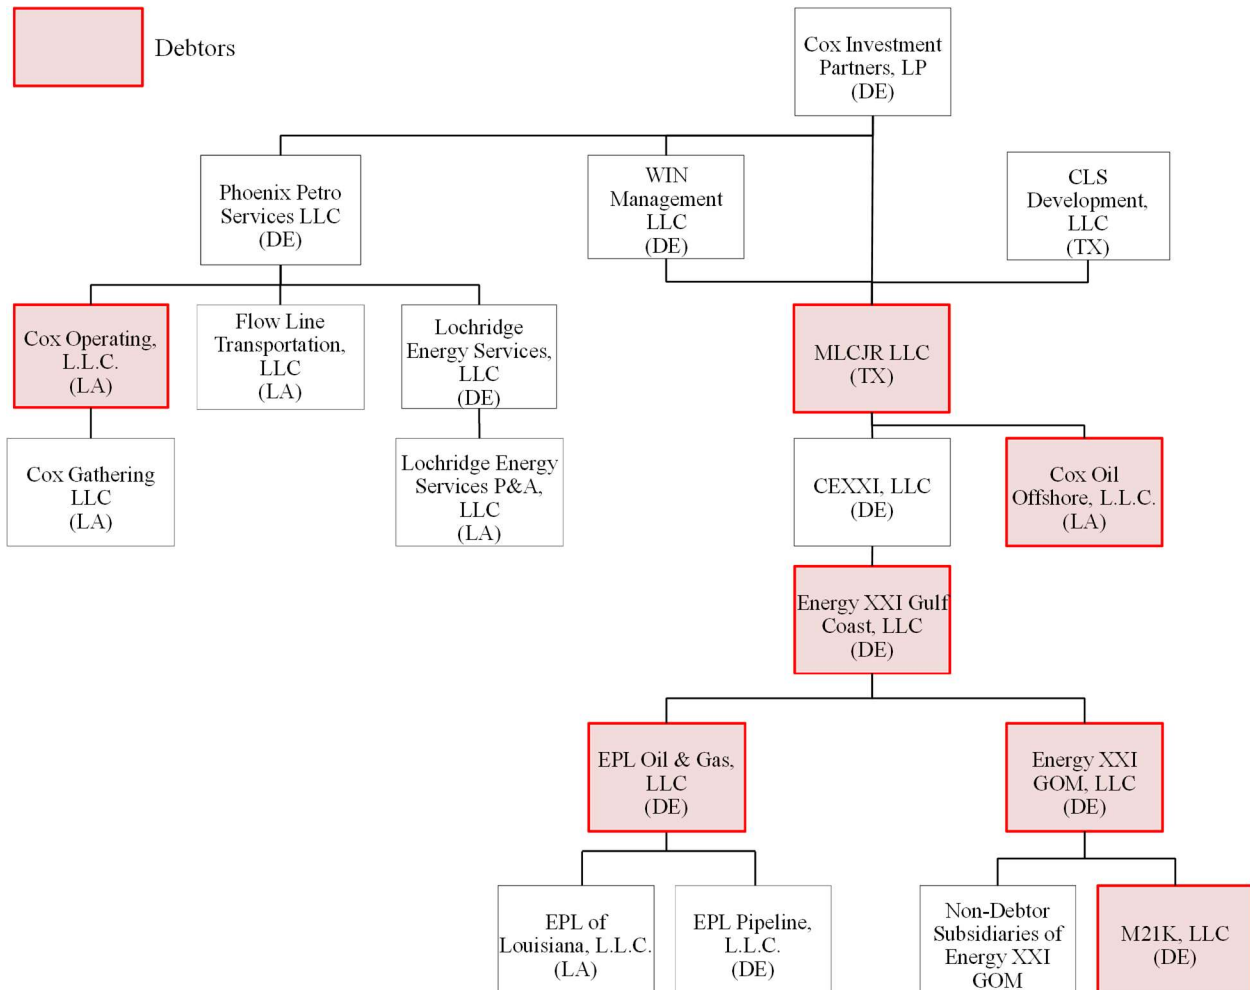 Debtors
Cox Investment
Partners, LP
(DE)
Phoenix Petro
Services LLC
(DE)
WIN
Management
LLC
(DE)
CLS
Development,
LLC
(TX)
Cox Operating,
L.L.C.
(LA)
Flow Line
Transportation,
LLC
(LA)
Lochridge
Energy Services,
LLC
(DE)
MLCJR LLC
(TX)
Cox Gathering
LLC
(LA)
Lochridge Energy
Services P&A,
LLC
(LA)
CEXXI, LLC
(DE)
Cox Oil
Offshore, L.L.C.
(LA)
Energy XXI Gulf
Coast, LLC
(DE)
EPL Oil & Gas,
LLC
(DE)
Energy XXI
GOM, LLC
(DE)
EPL of
Louisiana, L.L.C.
(LA)
EPL Pipeline,
L.L.C.
(DE)
Non-Debtor
Subsidiaries of
Energy XXI
GOM
M21K, LLC
(DE)